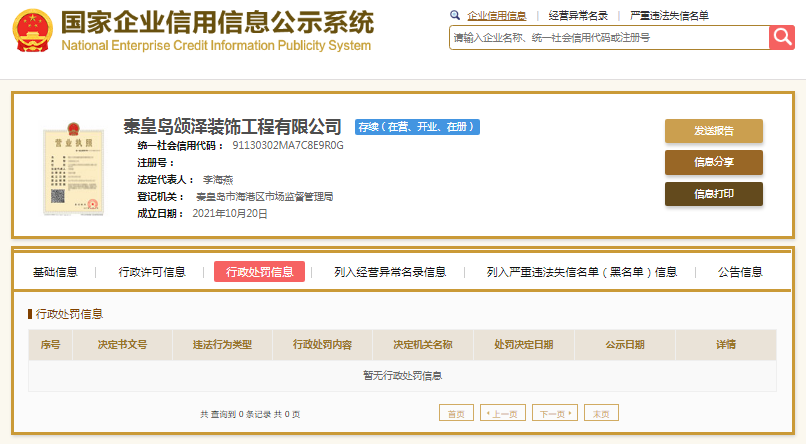 国家企业信用信息公示系统
National Enterprise Credit Information Publicity System
企业信用信息 | 经营异常名录 | 严重违法失信名单
请输入企业名称、统一社会信用代码或注册号
营业执照
秦皇岛颂泽装饰工程有限公司 存续（在营、开业、在册）
统一社会信用代码： 91130302MA7C8E9R0G
注册号：
法定代表人： 李海燕
登记机关： 秦皇岛市海港区市场监督管理局
成立日期： 2021年10月20日
发送报告
信息分享
信息打印
基础信息 | 行政许可信息 | 行政处罚信息 | 列入经营异常名录信息 | 列入严重违法失信名单（黑名单）信息 | 公告信息
行政处罚信息
序号 决定书文号 违法行为类型 行政处罚内容 决定机关名称 处罚决定日期 公示日期 详情
暂无行政处罚信息
共 查询到 0 条记录 共 0 页 首页 上一页 下一页 末页